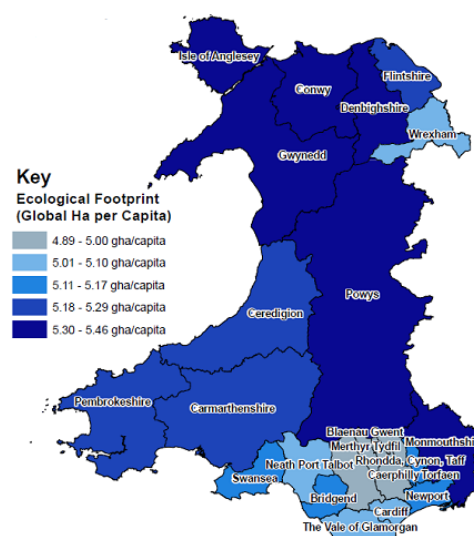 Isle of Anglesey
Flintshire
Conwy
Denbighshire
Wrexham
Gwynedd
Key
Ecological Footprint
(Global Ha per Capita)
4.89 - 5.00 gha/capita
5.01 - 5.10 gha/capita
5.11 - 5.17 gha/capita
5.18 - 5.29 gha/capita
5.30 - 5.46 gha/capita
Powys
Ceredigion
Pembrokeshire
Carmarthenshire
Blaenau Gwent
Merthyr Tydfil
Monmouthshi
Rhondda, Cynon, Taff
Neath Port Talbot
Caerphilly Torfaen
Swansea
Bridgend
Newport
Cardiff
The Vale of Glamorgan